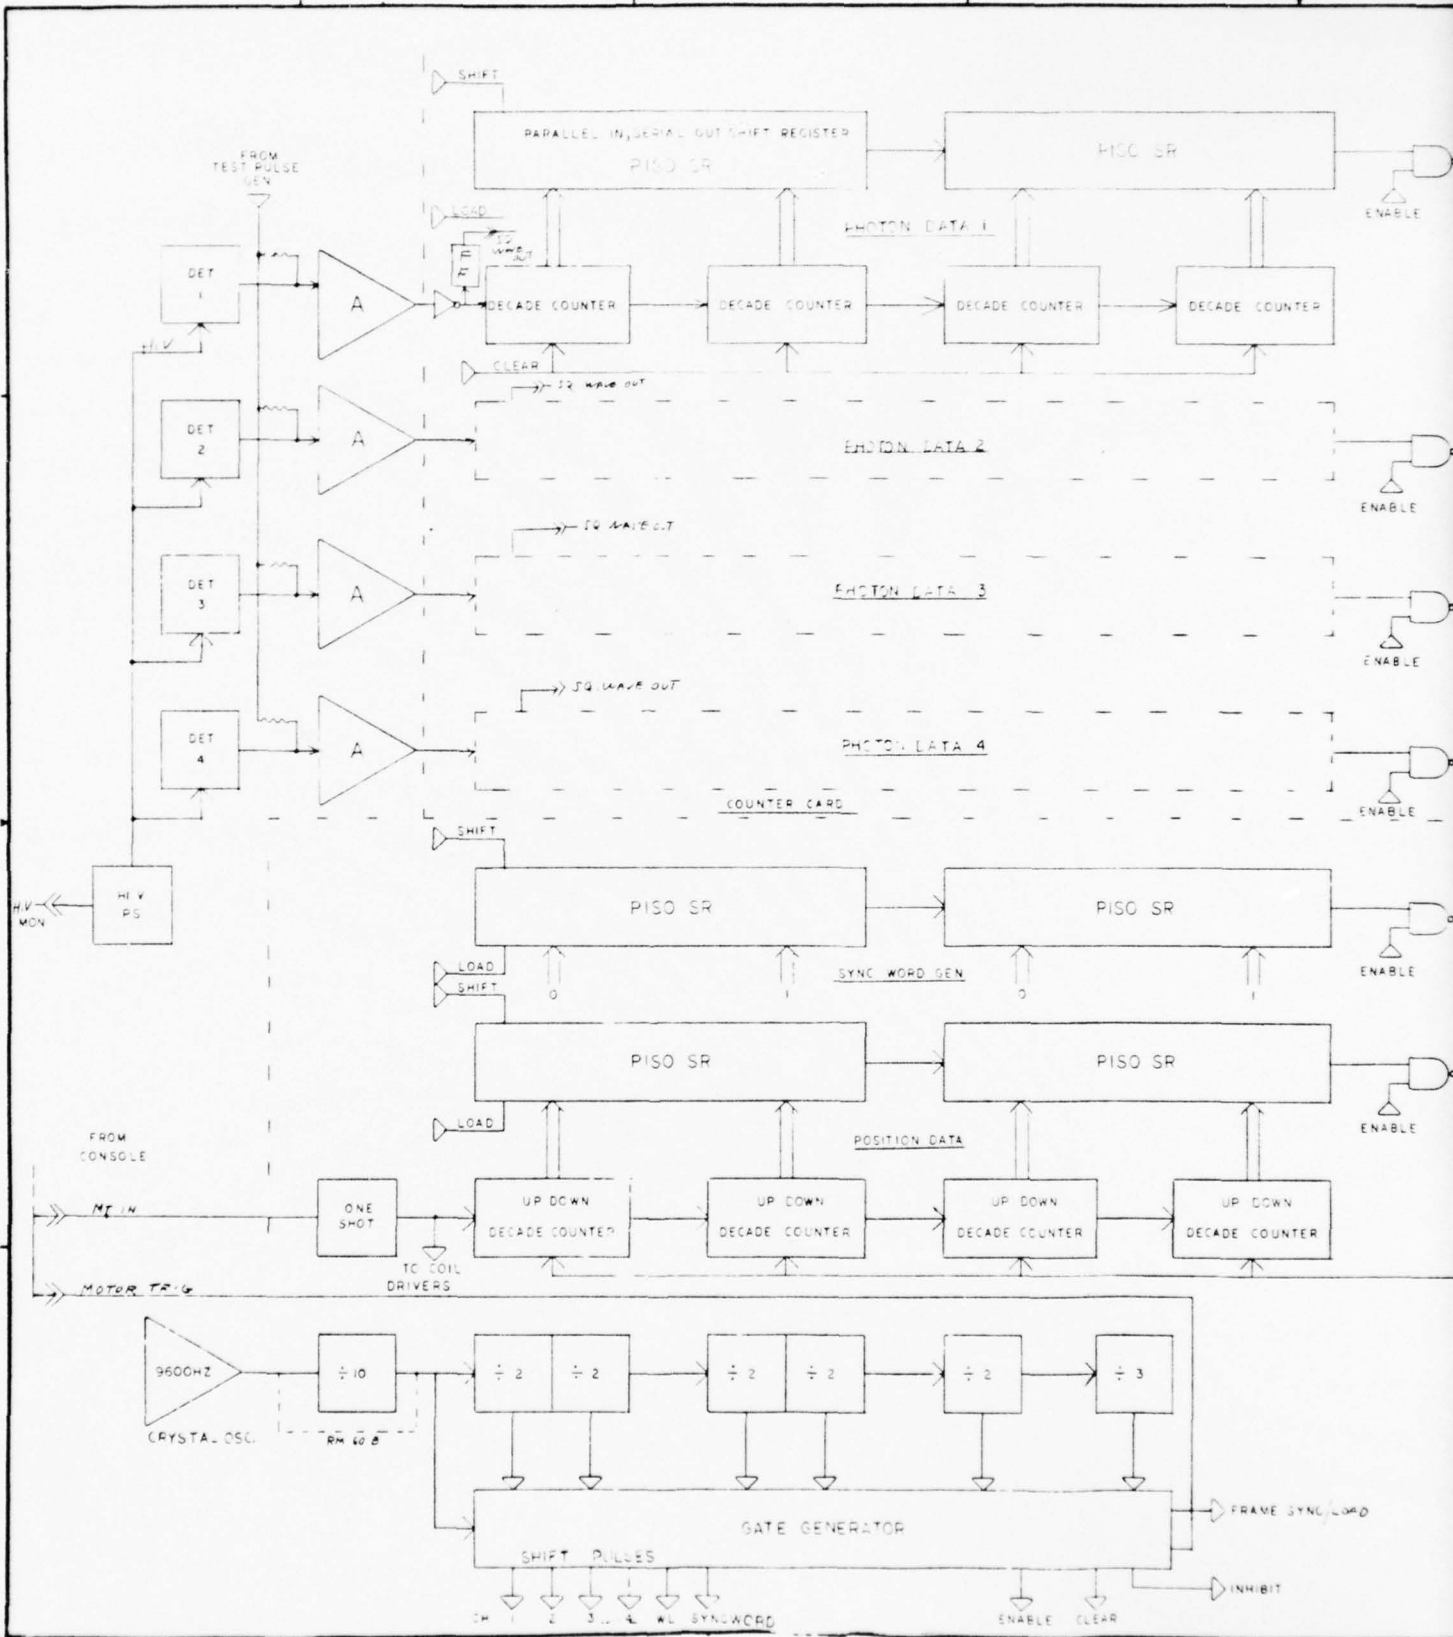 SHIFT
PARALLEL IN, SERIAL OUT SHIFT REGISTER
PISO SR
PISO SR
FROM
TEST PULSE
GEN
ENABLE
LOAD
SQ
WAVE
OUT
PHOTON DATA 1
F
F
DET
1
A
DECADE COUNTER
DECADE COUNTER
DECADE COUNTER
DECADE COUNTER
H.V
CLEAR
SQ WAVE OUT
DET
2
A
PHOTON DATA 2
ENABLE
SQ WAVE OUT
DET
3
A
PHOTON DATA 3
ENABLE
SQ. WAVE OUT
DET
4
A
PHOTON DATA 4
COUNTER CARD
ENABLE
SHIFT
HI V
PS
H.V
MON
PISO SR
PISO SR
ENABLE
LOAD
SYNC WORD GEN
SHIFT
0
1
0
1
PISO SR
PISO SR
LOAD
ENABLE
FROM
CONSOLE
POSITION DATA
MT IN
ONE
SHOT
UP DOWN
DECADE COUNTER
UP DOWN
DECADE COUNTER
UP DOWN
DECADE COUNTER
UP DOWN
DECADE COUNTER
TO COIL
DRIVERS
MOTOR TRIG
9600HZ
÷ 10
÷ 2
÷ 2
÷ 2
÷ 2
÷ 2
÷ 3
CRYSTAL OSC.
RM 60 B
GATE GENERATOR
FRAME SYNC/LOAD
SHIFT PULSES
INHIBIT
CH 1 2 3 4 WL SYNCWORD
ENABLE CLEAR